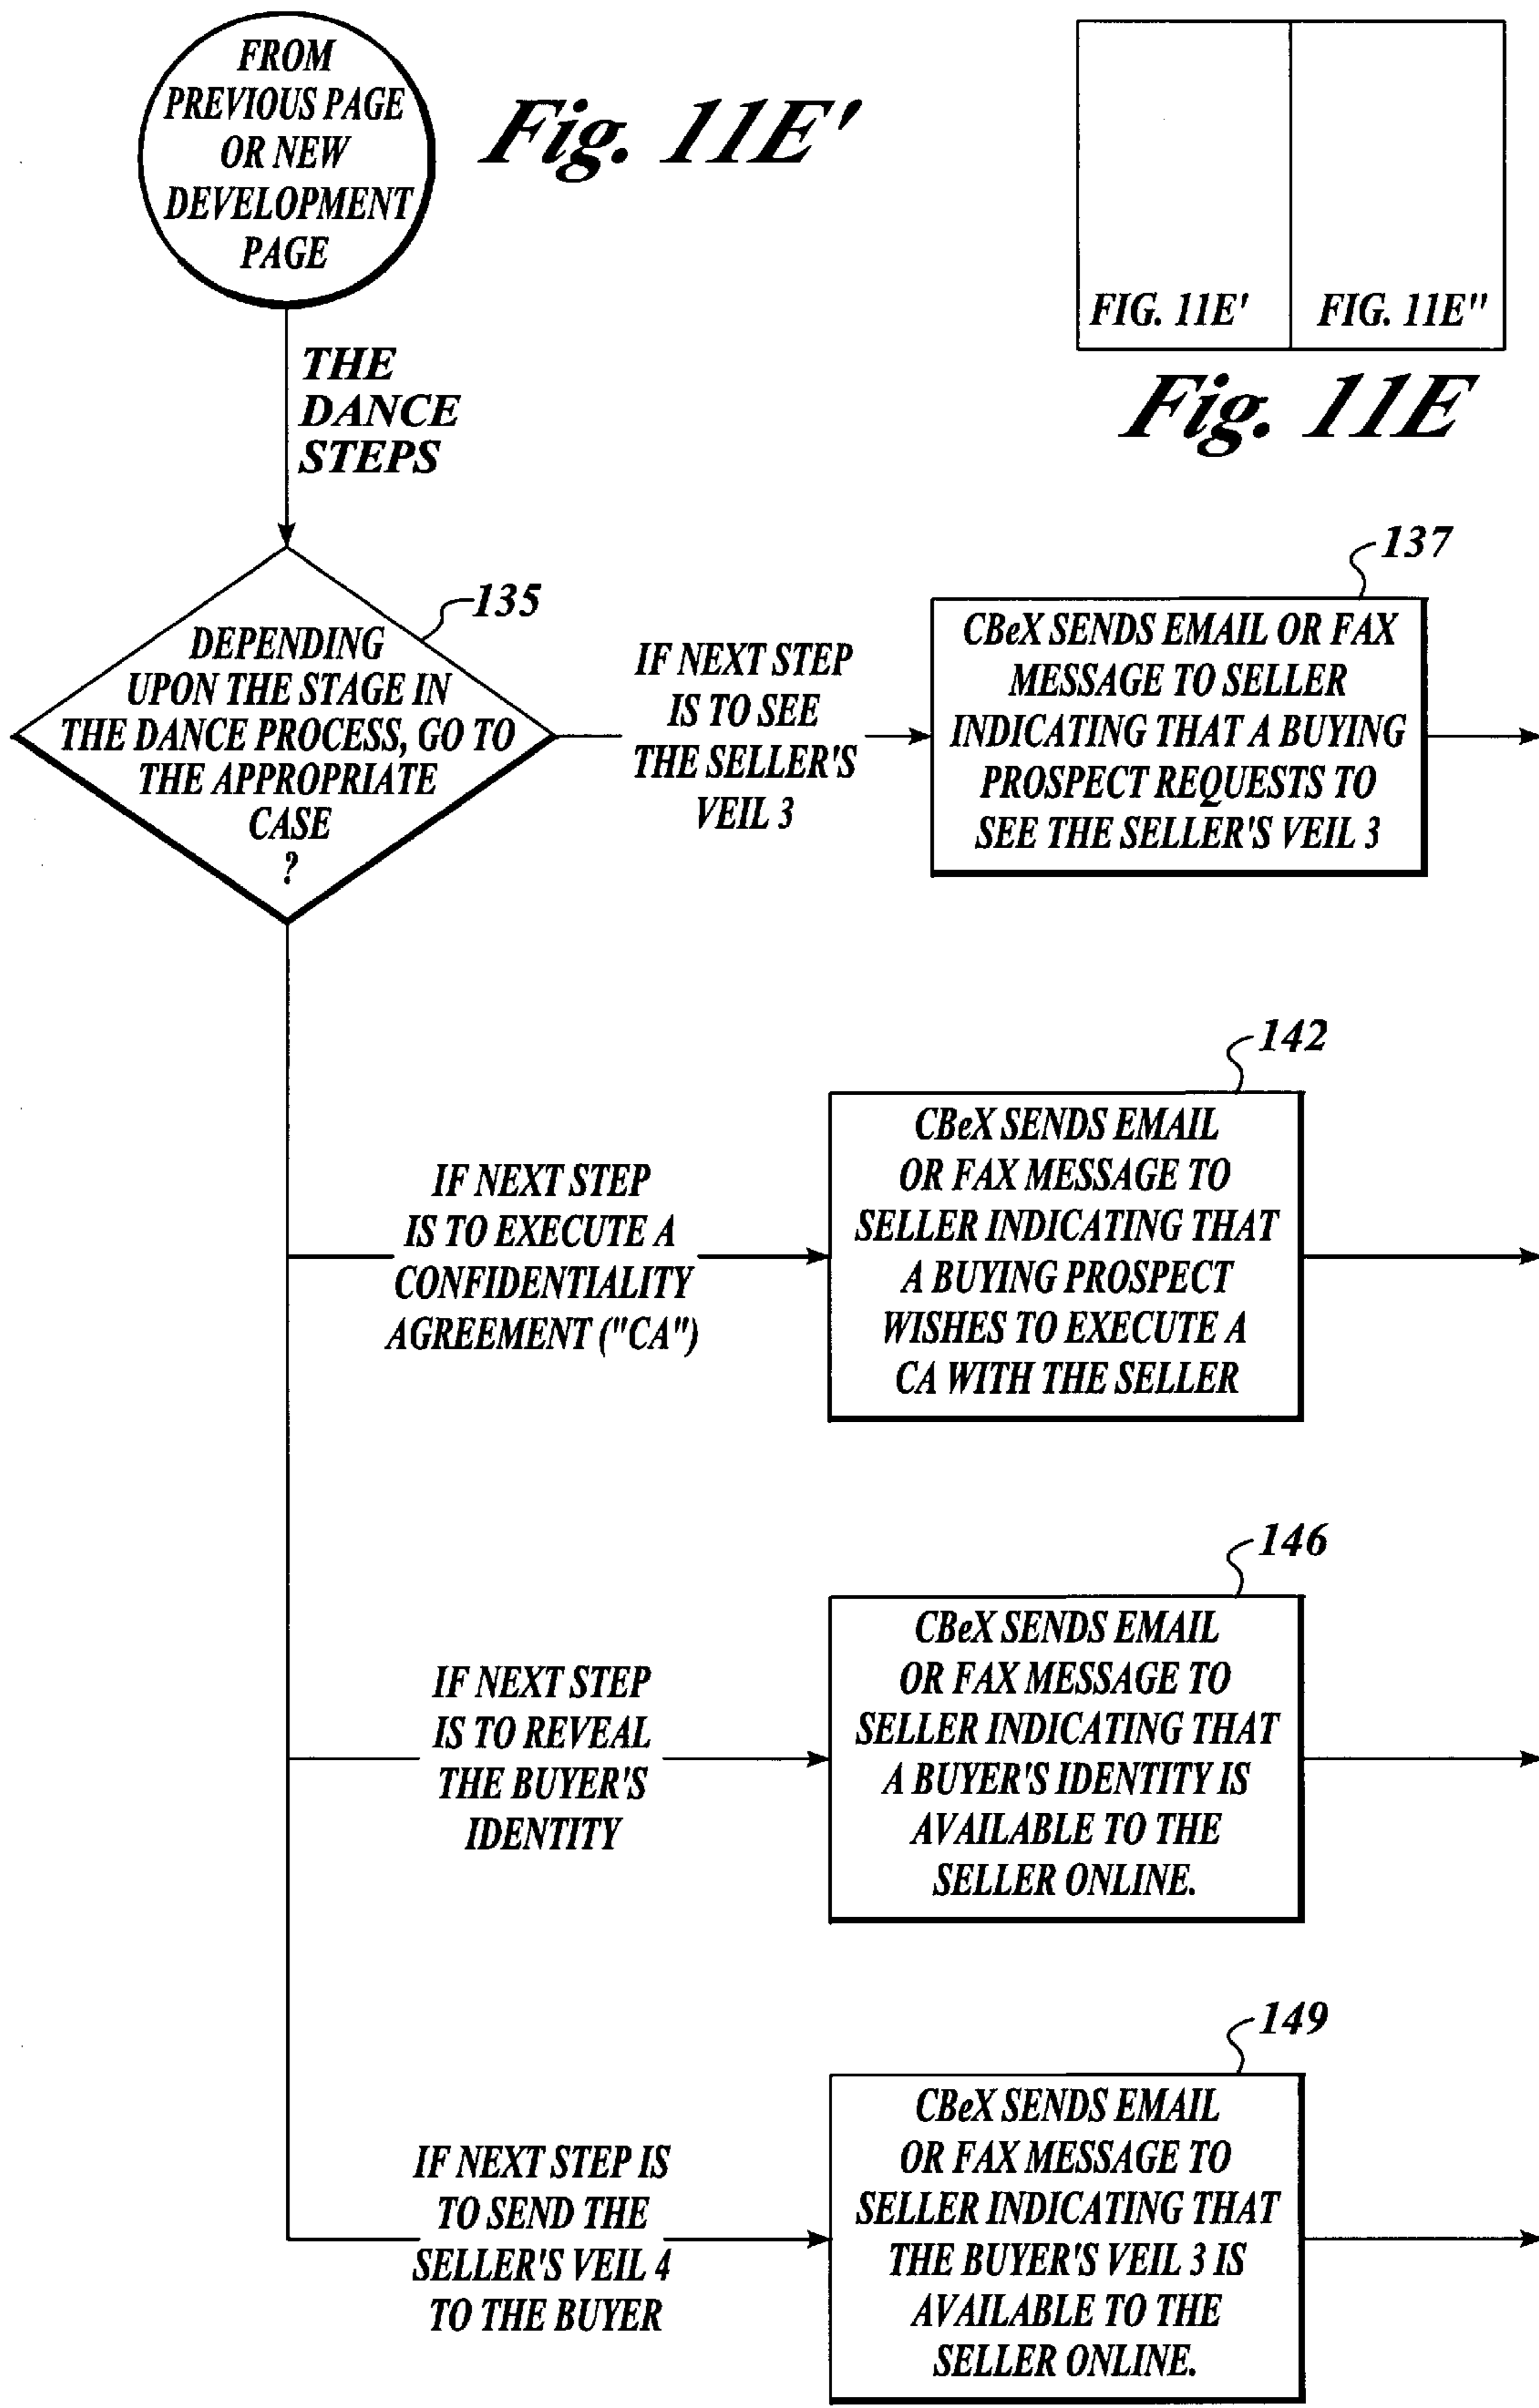 FROM
PREVIOUS PAGE
OR NEW
DEVELOPMENT
PAGE
Fig. 11E'
FIG. 11E'
FIG. 11E"
Fig. 11E
THE
DANCE
STEPS
135
DEPENDING
UPON THE STAGE IN
THE DANCE PROCESS, GO TO
THE APPROPRIATE
CASE
?
IF NEXT STEP
IS TO SEE
THE SELLER'S
VEIL 3
137
CBeX SENDS EMAIL OR FAX
MESSAGE TO SELLER
INDICATING THAT A BUYING
PROSPECT REQUESTS TO
SEE THE SELLER'S VEIL 3
IF NEXT STEP
IS TO EXECUTE A
CONFIDENTIALITY
AGREEMENT ("CA")
142
CBeX SENDS EMAIL
OR FAX MESSAGE TO
SELLER INDICATING THAT
A BUYING PROSPECT
WISHES TO EXECUTE A
CA WITH THE SELLER
IF NEXT STEP
IS TO REVEAL
THE BUYER'S
IDENTITY
146
CBeX SENDS EMAIL
OR FAX MESSAGE TO
SELLER INDICATING THAT
A BUYER'S IDENTITY IS
AVAILABLE TO THE
SELLER ONLINE.
IF NEXT STEP IS
TO SEND THE
SELLER'S VEIL 4
TO THE BUYER
149
CBeX SENDS EMAIL
OR FAX MESSAGE TO
SELLER INDICATING THAT
THE BUYER'S VEIL 3 IS
AVAILABLE TO THE
SELLER ONLINE.